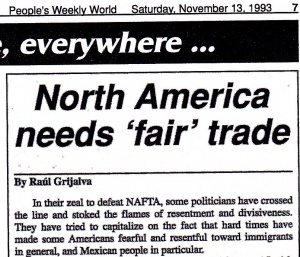 People's Weekly World   Saturday, November 13, 1993   7
e, everywhere ...
North America
needs 'fair' trade
By Raúl Grijalva
In their zeal to defeat NAFTA, some politicians have crossed
the line and stoked the flames of resentment and divisiveness.
They have tried to capitalize on the fact that hard times have
made some Americans fearful and resentful toward immigrants
in general, and Mexican people in particular.